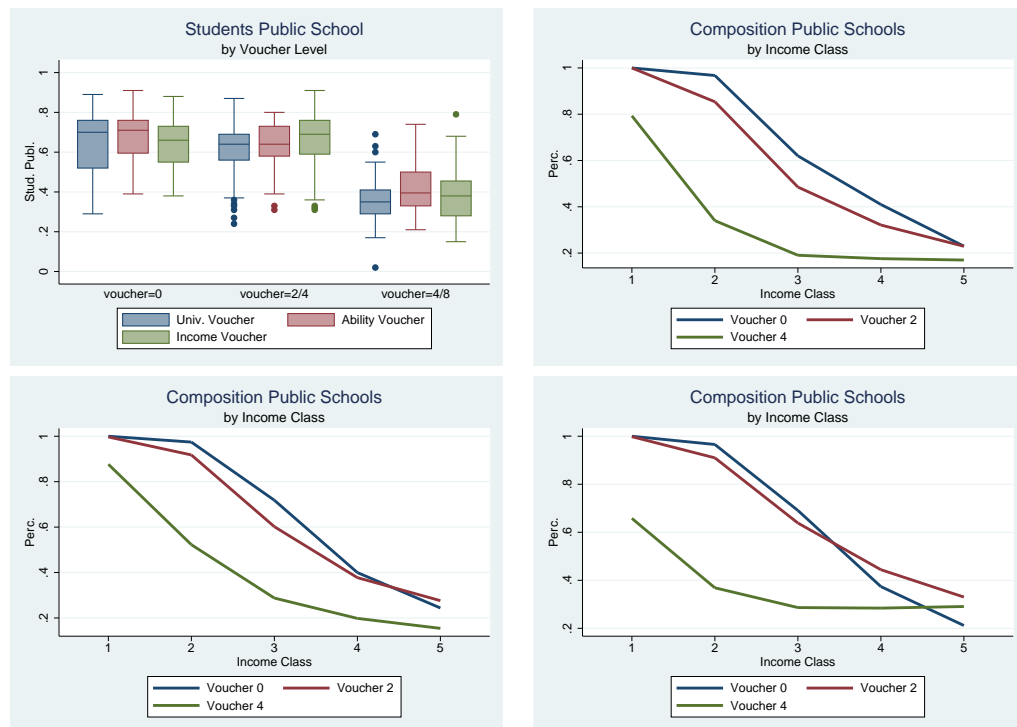 Students Public School
by Voucher Level
Stud. Publ.
1
.8
.6
.4
.2
0
voucher=0 voucher=2/4 voucher=4/8
Univ. Voucher Ability Voucher
Income Voucher
Composition Public Schools
by Income Class
Perc.
1
.8
.6
.4
.2
1 2 3 4 5
Income Class
Voucher 0 Voucher 2
Voucher 4
Composition Public Schools
by Income Class
Perc.
1
.8
.6
.4
.2
1 2 3 4 5
Income Class
Voucher 0 Voucher 2
Voucher 4
Composition Public Schools
by Income Class
Perc.
1
.8
.6
.4
.2
1 2 3 4 5
Income Class
Voucher 0 Voucher 2
Voucher 4